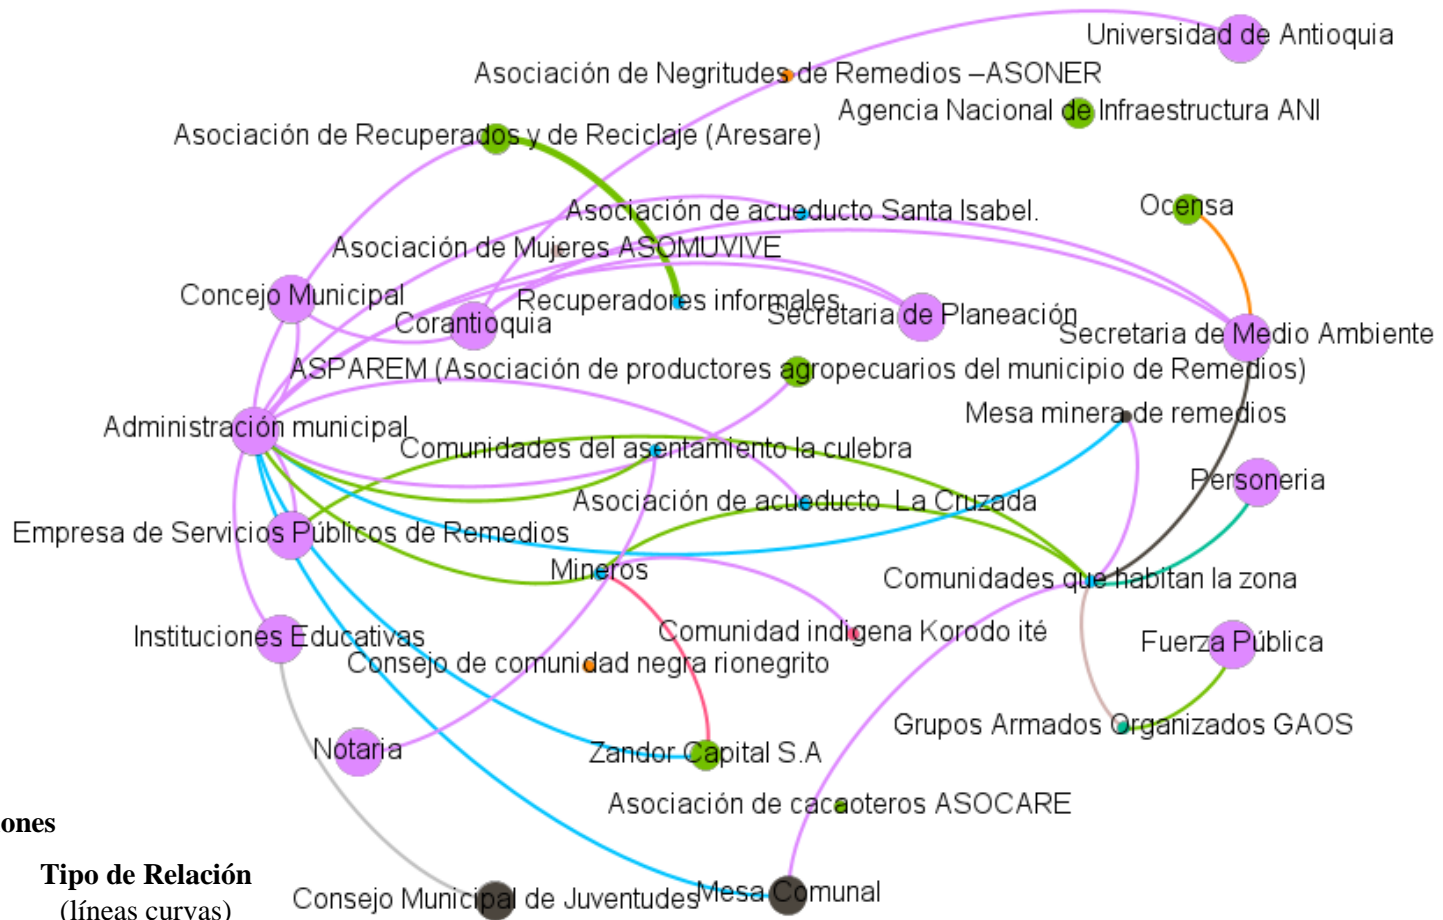 Universidad de Antioquia
Asociación de Negritudes de Remedios –ASONER
Agencia Nacional de Infraestructura ANI
Asociación de Recuperados y de Reciclaje (Aresare)
Ocensa
Asociación de acueducto Santa Isabel.
Asociación de Mujeres ASOMUVIVE
Concejo Municipal
Recuperadores informales
Corantioquia
Secretaria de Planeación
Secretaria de Medio Ambiente
ASPAREM (Asociación de productores agropecuarios del municipio de Remedios)
Mesa minera de remedios
Administración municipal
Comunidades del asentamiento la culebra
Personeria
Asociación de acueducto  La Cruzada
Empresa de Servicios Públicos de Remedios
Mineros
Comunidades que habitan la zona
Comunidad indigena Korodo ité
Instituciones Educativas
Fuerza Pública
Consejo de comunidad negra rionegrito
Grupos Armados Organizados GAOS
Notaria
Zandor Capital S.A
Asociación de cacaoteros ASOCARE
ones
Tipo de Relación
(líneas curvas)
Consejo Municipal de Juventudes
Mesa Comunal